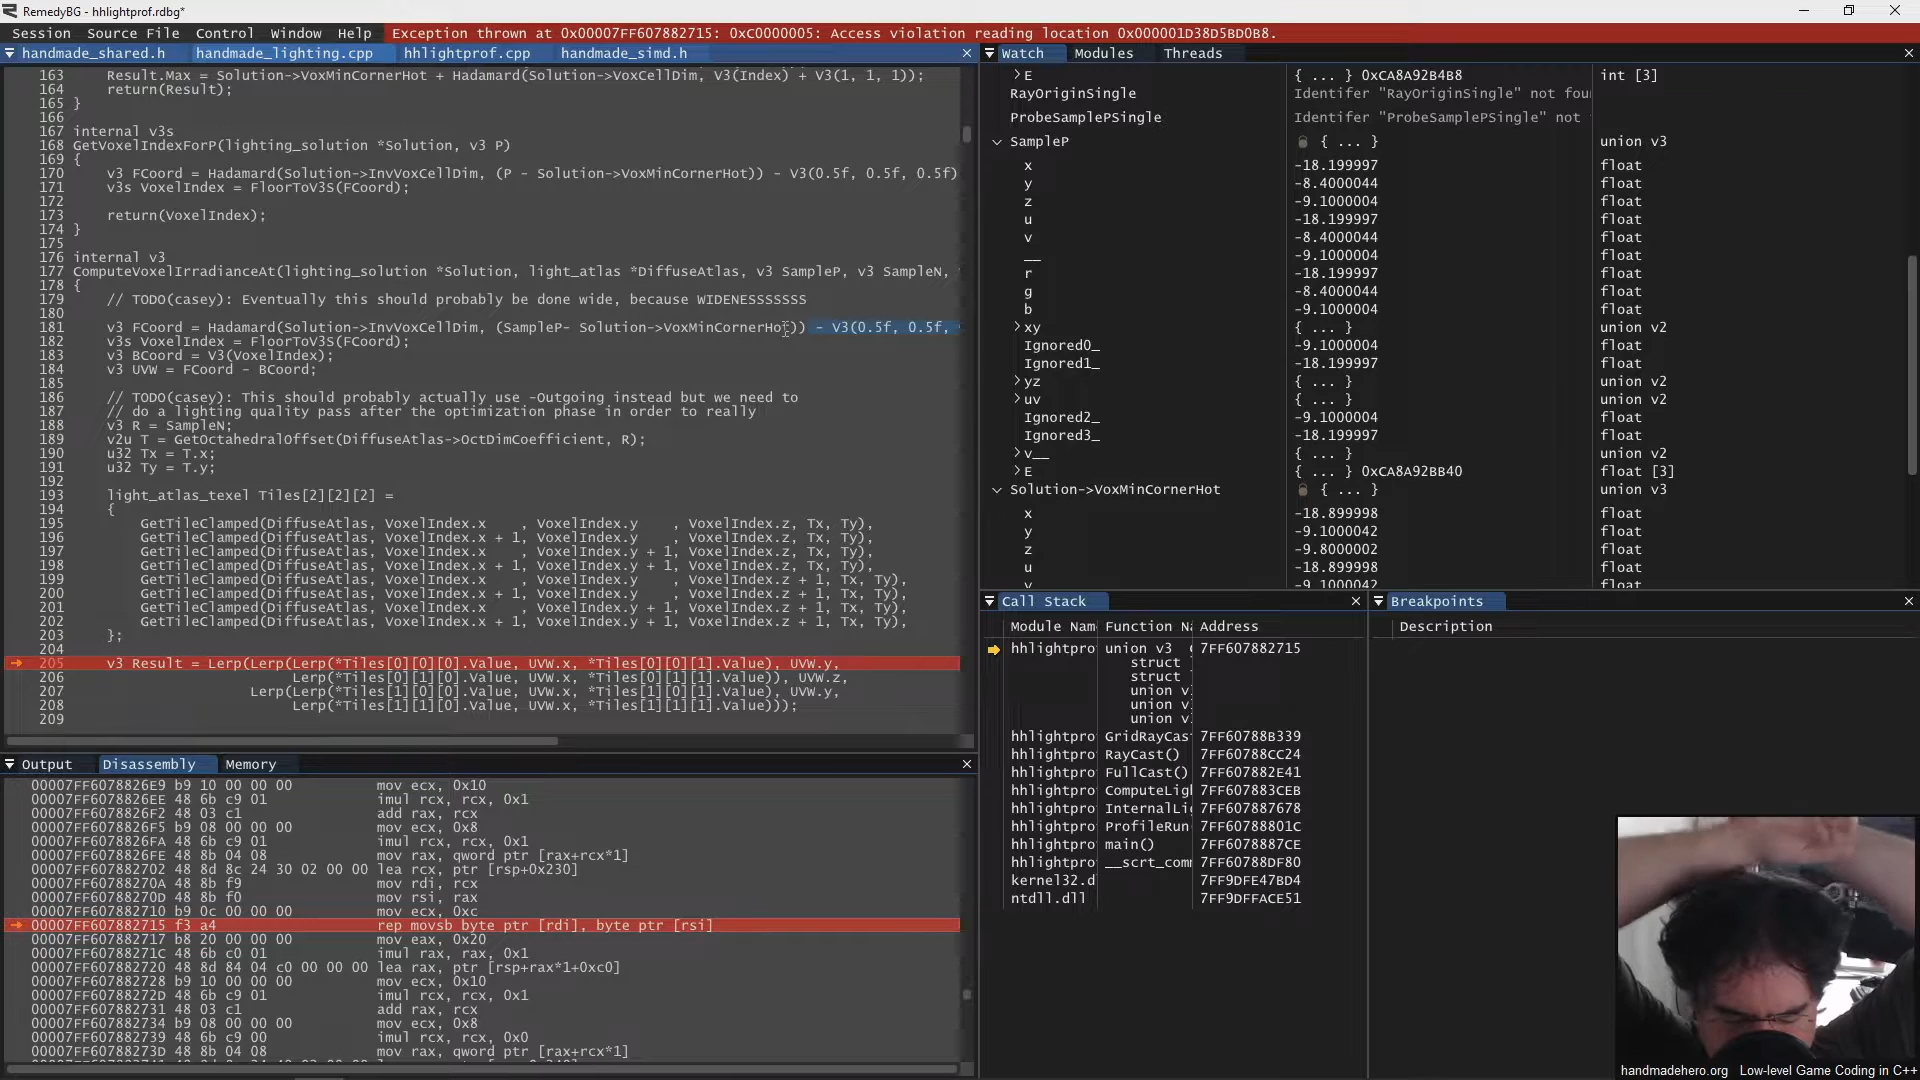 RemedyBG - hhlightprof.rdbg*
Session Source File Control Window Help Exception thrown at 0x00007FF607882715: 0xC0000005: Access violation reading location 0x000001D38D5BD0B8.
handmade_shared.h handmade_lighting.cpp hhlightprof.cpp handmade_simd.h
163 Result.Max = Solution->VoxMinCornerHot + Hadamard(Solution->VoxCellDim, V3(Index) + V3(1, 1, 1));
164 return(Result);
165 }
166
167 internal v3s
168 GetVoxelIndexForP(lighting_solution *Solution, v3 P)
169 {
170 v3 FCoord = Hadamard(Solution->InvVoxCellDim, (P - Solution->VoxMinCornerHot)) - V3(0.5f, 0.5f, 0.5f)
171 v3s VoxelIndex = FloorToV3S(FCoord);
172
173 return(VoxelIndex);
174 }
175
176 internal v3
177 ComputeVoxelIrradianceAt(lighting_solution *Solution, light_atlas *DiffuseAtlas, v3 SampleP, v3 SampleN,
178 {
179 // TODO(casey): Eventually this should probably be done wide, because WIDENESSSSSSS
180
181 v3 FCoord = Hadamard(Solution->InvVoxCellDim, (SampleP- Solution->VoxMinCornerHot)) - V3(0.5f, 0.5f,
182 v3s VoxelIndex = FloorToV3S(FCoord);
183 v3 BCoord = V3(VoxelIndex);
184 v3 UVW = FCoord - BCoord;
185
186 // TODO(casey): This should probably actually use -Outgoing instead but we need to
187 // do a lighting quality pass after the optimization phase in order to really
188 v3 R = SampleN;
189 v2u T = GetOctahedralOffset(DiffuseAtlas->OctDimCoefficient, R);
190 u32 Tx = T.x;
191 u32 Ty = T.y;
192
193 light_atlas_texel Tiles[2][2][2] =
194 {
195 GetTileClamped(DiffuseAtlas, VoxelIndex.x , VoxelIndex.y , VoxelIndex.z, Tx, Ty),
196 GetTileClamped(DiffuseAtlas, VoxelIndex.x + 1, VoxelIndex.y , VoxelIndex.z, Tx, Ty),
197 GetTileClamped(DiffuseAtlas, VoxelIndex.x , VoxelIndex.y + 1, VoxelIndex.z, Tx, Ty),
198 GetTileClamped(DiffuseAtlas, VoxelIndex.x + 1, VoxelIndex.y + 1, VoxelIndex.z, Tx, Ty),
199 GetTileClamped(DiffuseAtlas, VoxelIndex.x , VoxelIndex.y , VoxelIndex.z + 1, Tx, Ty),
200 GetTileClamped(DiffuseAtlas, VoxelIndex.x + 1, VoxelIndex.y , VoxelIndex.z + 1, Tx, Ty),
201 GetTileClamped(DiffuseAtlas, VoxelIndex.x , VoxelIndex.y + 1, VoxelIndex.z + 1, Tx, Ty),
202 GetTileClamped(DiffuseAtlas, VoxelIndex.x + 1, VoxelIndex.y + 1, VoxelIndex.z + 1, Tx, Ty),
203 };
204
205 v3 Result = Lerp(Lerp(Lerp(*Tiles[0][0][0].Value, UVW.x, *Tiles[0][0][1].Value), UVW.y,
206 Lerp(*Tiles[0][1][0].Value, UVW.x, *Tiles[0][1][1].Value)), UVW.z,
207 Lerp(Lerp(*Tiles[1][0][0].Value, UVW.x, *Tiles[1][0][1].Value), UVW.y,
208 Lerp(*Tiles[1][1][0].Value, UVW.x, *Tiles[1][1][1].Value)));
209
Output Disassembly Memory
00007FF6078826E9 b9 10 00 00 00 mov ecx, 0x10
00007FF6078826EE 48 6b c9 01 imul rcx, rcx, 0x1
00007FF6078826F2 48 03 c1 add rax, rcx
00007FF6078826F5 b9 08 00 00 00 mov ecx, 0x8
00007FF6078826FA 48 6b c9 01 imul rcx, rcx, 0x1
00007FF6078826FE 48 8b 04 08 mov rax, qword ptr [rax+rcx*1]
00007FF607882702 48 8d 8c 24 30 02 00 00 lea rcx, ptr [rsp+0x230]
00007FF60788270A 48 8b f9 mov rdi, rcx
00007FF60788270D 48 8b f0 mov rsi, rax
00007FF607882710 b9 0c 00 00 00 mov ecx, 0xc
00007FF607882715 f3 a4 rep movsb byte ptr [rdi], byte ptr [rsi]
00007FF607882717 b8 20 00 00 00 mov eax, 0x20
00007FF60788271C 48 6b c0 01 imul rax, rax, 0x1
00007FF607882720 48 8d 84 04 c0 00 00 00 lea rax, ptr [rsp+rax*1+0xc0]
00007FF607882728 b9 10 00 00 00 mov ecx, 0x10
00007FF60788272D 48 6b c9 01 imul rcx, rcx, 0x1
00007FF607882731 48 03 c1 add rax, rcx
00007FF607882734 b9 08 00 00 00 mov ecx, 0x8
00007FF607882739 48 6b c9 00 imul rcx, rcx, 0x0
00007FF60788273D 48 8b 04 08 mov rax, qword ptr [rax+rcx*1]
Watch Modules Threads
E { ... } 0xCA8A92B4B8 int [3]
RayOriginSingle Identifer "RayOriginSingle" not fou
ProbeSamplePSingle Identifer "ProbeSamplePSingle" not
SampleP { ... } union v3
x -18.199997 float
y -8.4000044 float
z -9.1000004 float
u -18.199997 float
v -8.4000044 float
__ -9.1000004 float
r -18.199997 float
g -8.4000044 float
b -9.1000004 float
xy { ... } union v2
Ignored0_ -9.1000004 float
Ignored1_ -18.199997 float
yz { ... } union v2
uv { ... } union v2
Ignored2_ -9.1000004 float
Ignored3_ -18.199997 float
v__ { ... } union v2
E { ... } 0xCA8A92BB40 float [3]
Solution->VoxMinCornerHot { ... } union v3
x -18.899998 float
y -9.1000042 float
z -9.8000002 float
u -18.899998 float
v -9.1000042 float
Call Stack
Module Nam Function Na Address
hhlightpro union v3 7FF607882715
struct
struct
union v
union v
union v
hhlightpro GridRayCas 7FF60788B339
hhlightpro RayCast() 7FF60788CC24
hhlightpro FullCast() 7FF607882E41
hhlightpro ComputeLig 7FF607883CEB
hhlightpro InternalLi 7FF607887678
hhlightpro ProfileRun 7FF60788801C
hhlightpro main() 7FF6078887CE
hhlightpro __scrt_com 7FF60788DF80
kernel32.d 7FF9DFE47BD4
ntdll.dll 7FF9DFFACE51
Breakpoints
Description
handmadehero.org Low-level Game Coding in C++